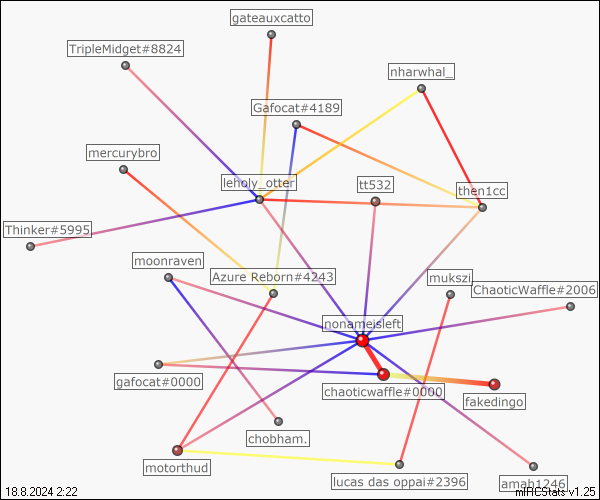 gateauxcatto
TripleMidget#8824
nharwhal_
Gafocat#4189
mercurybro
leholy_otter
tt532
then1cc
Thinker#5995
moonraven
Azure Reborn#4243
mukszi
ChaoticWaffle#2006
nonameisleft
gafocat#0000
chaoticwaffle#0000
fakedingo
chobham.
motorthud
lucas das oppai#2396
amah1246
18.8.2024 2:22
mIRCStats v1.25